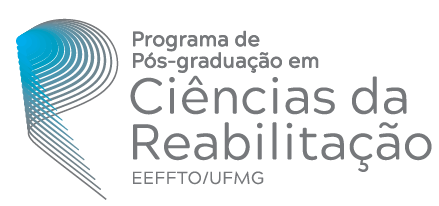 Programa de
Pós-graduação em
Ciências da
Reabilitação
EEFFTO/UFMG